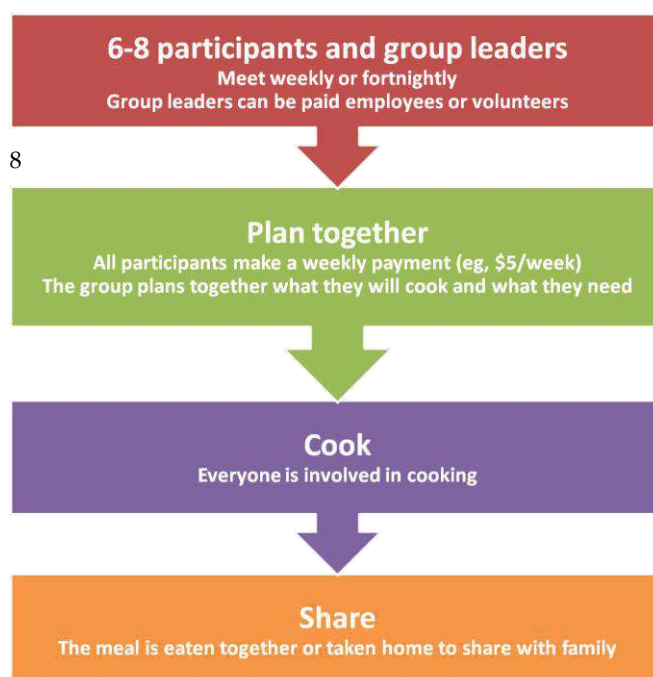 6-8 participants and group leaders
Meet weekly or fortnightly
Group leaders can be paid employees or volunteers
8
Plan together
All participants make a weekly payment (eg, $5/week)
The group plans together what they will cook and what they need
Cook
Everyone is involved in cooking
Share
The meal is eaten together or taken home to share with family